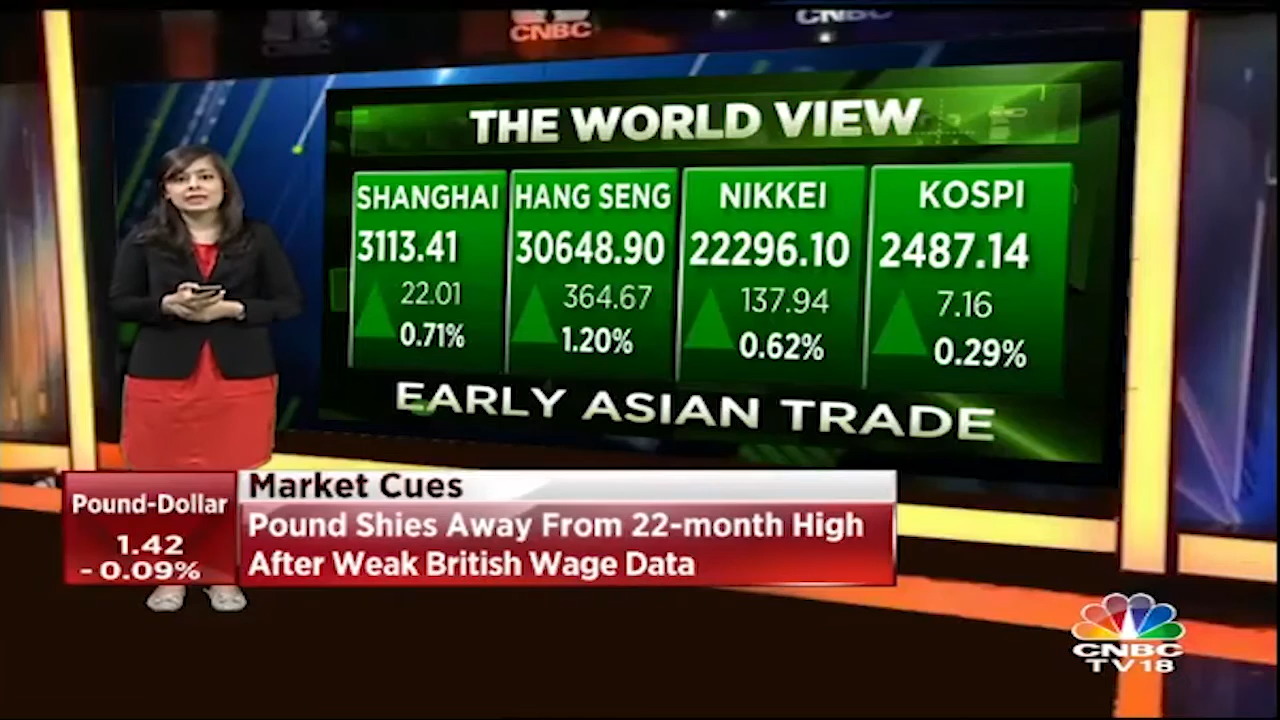 CNBC
CNBC
THE WORLD VIEW
SHANGHAI
3113.41
22.01
0.71%
HANG SENG
30648.90
364.67
1.20%
NIKKEI
22296.10
137.94
0.62%
KOSPI
2487.14
7.16
0.29%
EARLY ASIAN TRADE
Pound-Dollar
1.42
- 0.09%
Market Cues
Pound Shies Away From 22-month High
After Weak British Wage Data
CNBC
TV18